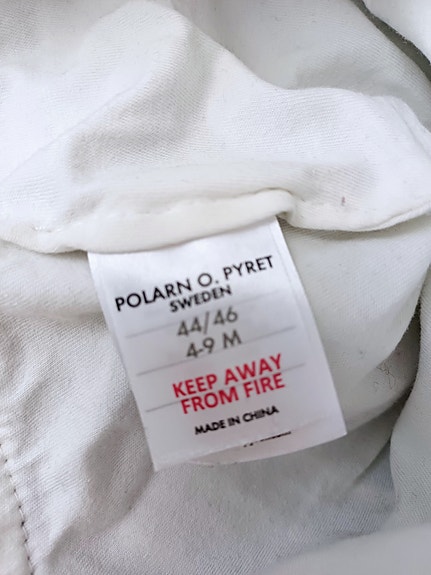 POLARN O. PYRET
SWEDEN
44/46
4-9 M
KEEP AWAY
FROM FIRE
MADE IN CHINA